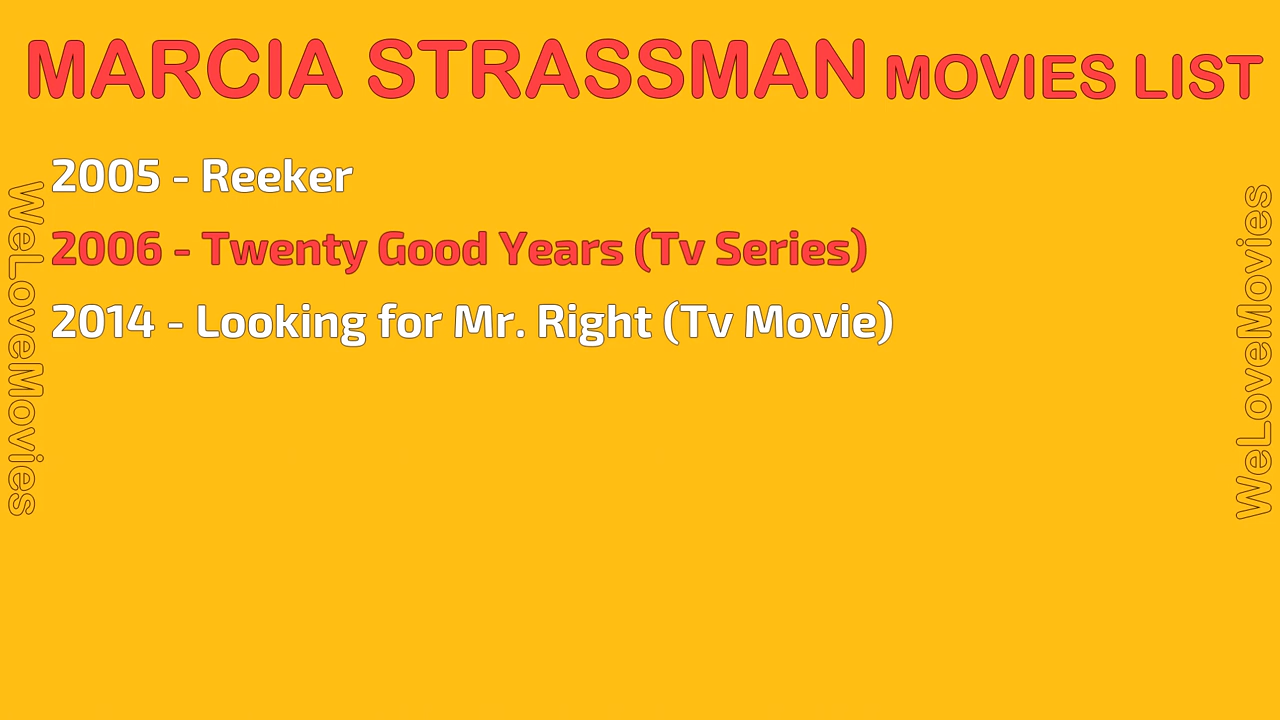 MARCIA STRASSMAN MOVIES LIST
2005 - Reeker
2006 - Twenty Good Years (Tv Series)
2014 - Looking for Mr. Right (Tv Movie)
WeLoveMovies
WeLoveMovies